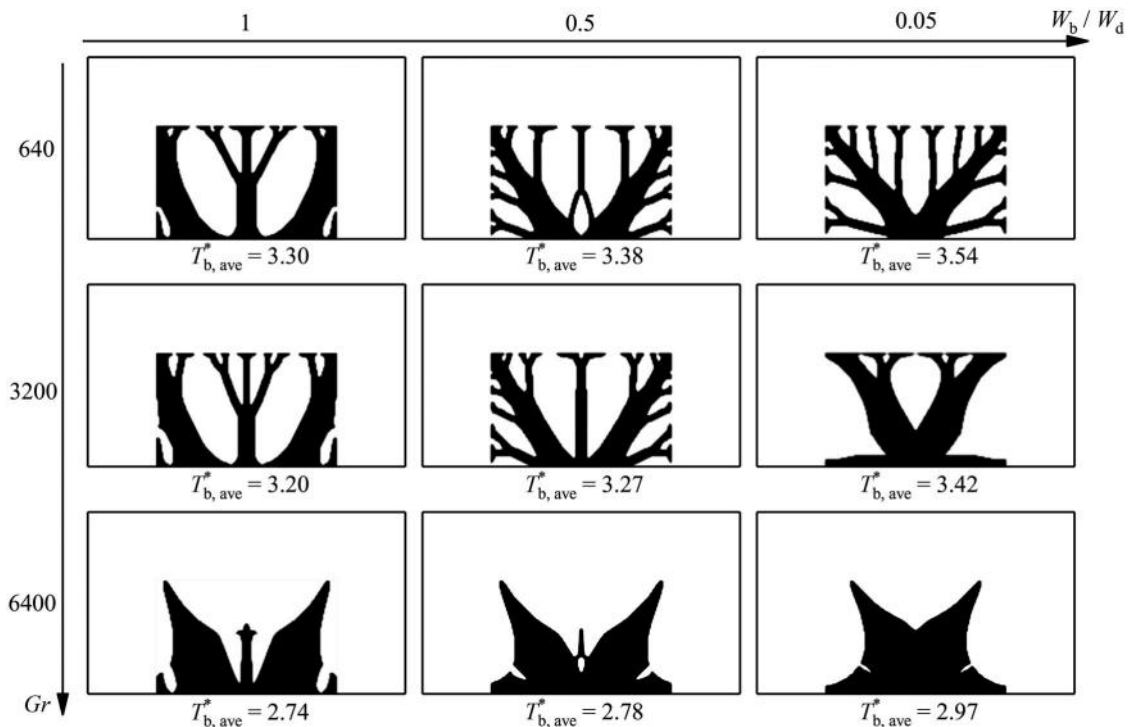 1 0.5 0.05 W_b / W_d
640
T*_b, ave = 3.30 T*_b, ave = 3.38 T*_b, ave = 3.54
3200
T*_b, ave = 3.20 T*_b, ave = 3.27 T*_b, ave = 3.42
6400
Gr
T*_b, ave = 2.74 T*_b, ave = 2.78 T*_b, ave = 2.97